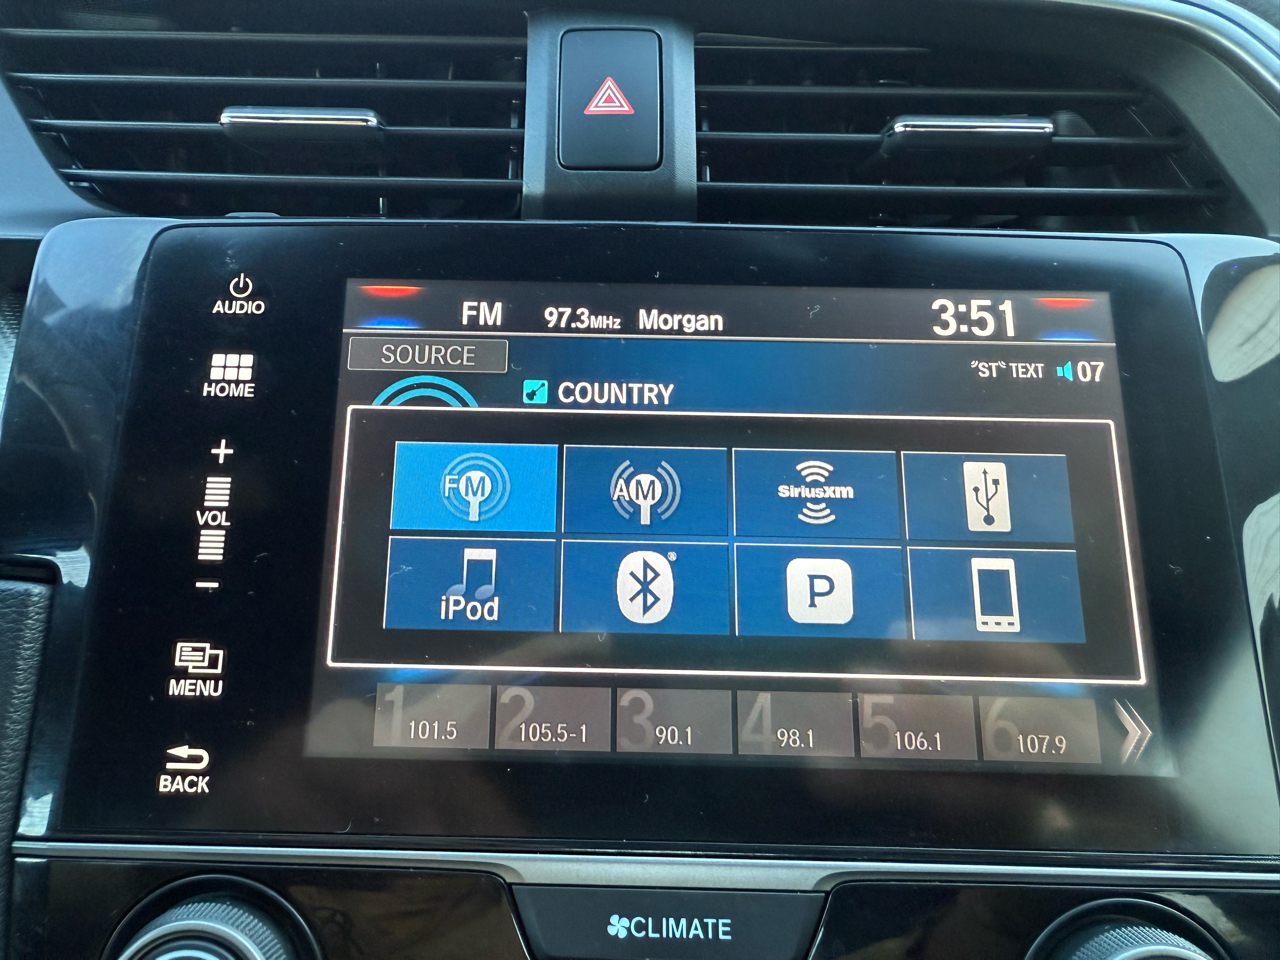 AUDIO
HOME
+
VOL
−
MENU
BACK
FM 97.3MHz Morgan 3:51
SOURCE
"ST" TEXT 07
COUNTRY
FM
AM
SiriusXM
iPod
®
P
1 101.5
2 105.5-1
3 90.1
4 98.1
5 106.1
6 107.9
CLIMATE